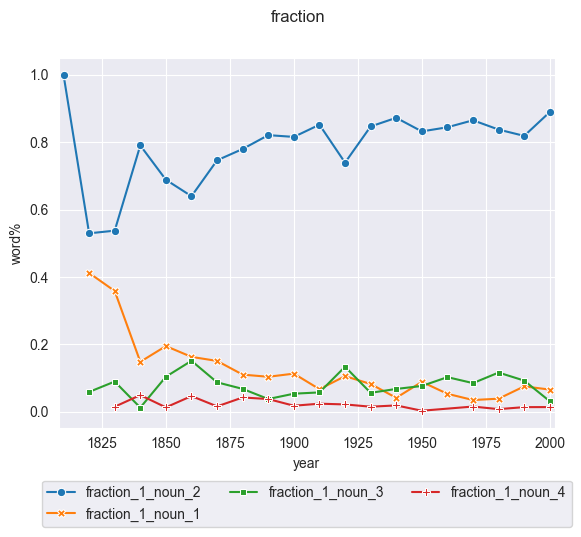 fraction
1.0
0.8
0.6
0.4
0.2
0.0
word%
1825 1850 1875 1900 1925 1950 1975 2000
year
fraction_1_noun_2 fraction_1_noun_3 fraction_1_noun_4
fraction_1_noun_1